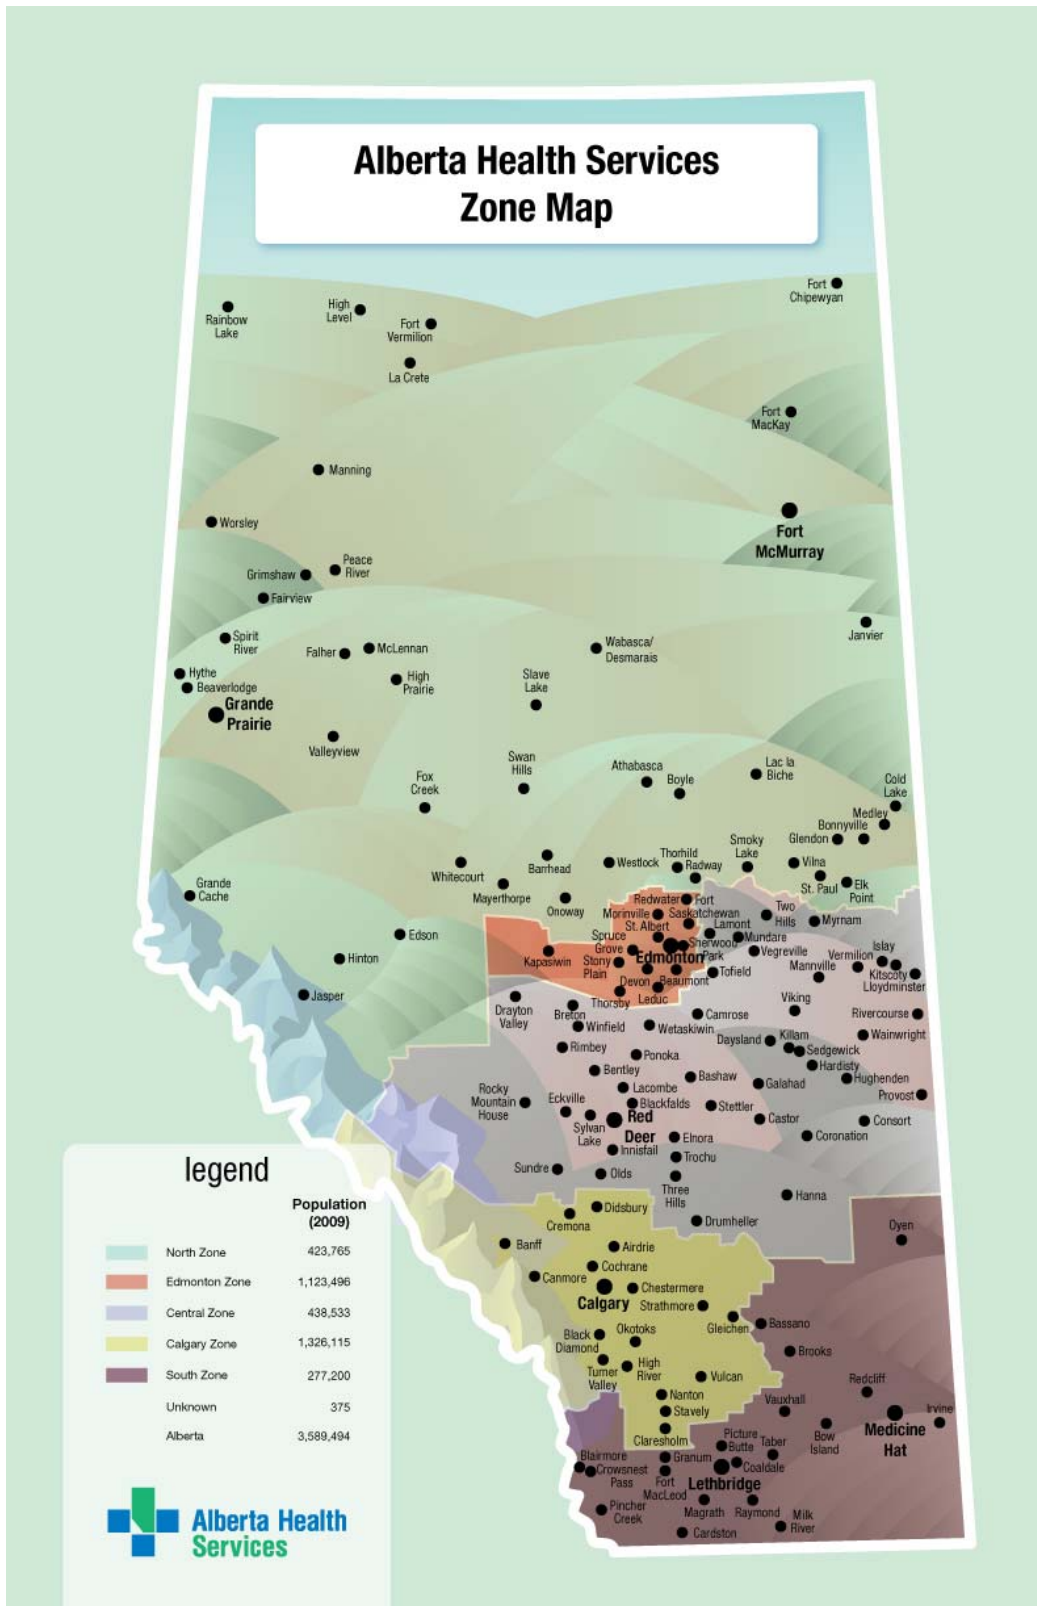 Alberta Health Services
Zone Map
Fort
Chipewyan
Rainbow
Lake
High
Level
Fort
Vermilion
La Crete
Fort
MacKay
Manning
Worsley
Fort
McMurray
Peace
River
Grimshaw
Fairview
Janvier
Spirit
River
Falher
McLennan
Wabasca/
Desmarais
Hythe
Beaverlodge
High
Prairie
Slave
Lake
Grande
Prairie
Valleyview
Swan
Hills
Athabasca
Boyle
Lac la
Biche
Fox
Creek
Cold
Lake
Medley
Bonnyville
Glendon
Smoky
Lake
Thorhild
Radway
Westlock
Barrhead
Whitecourt
Mayerthorpe
Vilna
St. Paul
Elk
Point
Grande
Cache
Onoway
Redwater
Fort
Saskatchewan
Morinville
St. Albert
Two
Hills
Myrnam
Lamont
Mundare
Edson
Hinton
Jasper
Kapasiwin
Spruce
Grove
Stony
Plain
Edmonton
Sherwood
Park
Vegreville
Vermilion
Islay
Mannville
Kitscoty
Lloydminster
Devon
Beaumont
Tofield
Thorsby
Leduc
Drayton
Valley
Breton
Winfield
Wetaskiwin
Camrose
Viking
Rivercourse
Wainwright
Daysland
Killam
Sedgewick
Hardisty
Hughenden
Provost
Rimbey
Ponoka
Bentley
Bashaw
Galahad
Rocky
Mountain
House
Eckville
Lacombe
Blackfalds
Stettler
Castor
Consort
Coronation
Sylvan
Lake
Red
Deer
Elnora
Innisfail
Trochu
Sundre
Olds
Three
Hills
Hanna
Didsbury
Cremona
Drumheller
Oyen
Banff
Airdrie
Cochrane
Canmore
Chestermere
Calgary
Strathmore
Gleichen
Bassano
Black
Diamond
Okotoks
Brooks
Turner
Valley
High
River
Vulcan
Redcliff
Nanton
Stavely
Vauxhall
Irvine
Medicine
Hat
Bow
Island
Claresholm
Picture
Butte
Taber
Blairmore
Crowsnest
Pass
Granum
Coaldale
Fort
MacLeod
Lethbridge
Pincher
Creek
Magrath
Raymond
Milk
River
Cardston
legend
Population
(2009)
North Zone 423,765
Edmonton Zone 1,123,496
Central Zone 438,533
Calgary Zone 1,326,115
South Zone 277,200
Unknown 375
Alberta 3,589,494
Alberta Health
Services